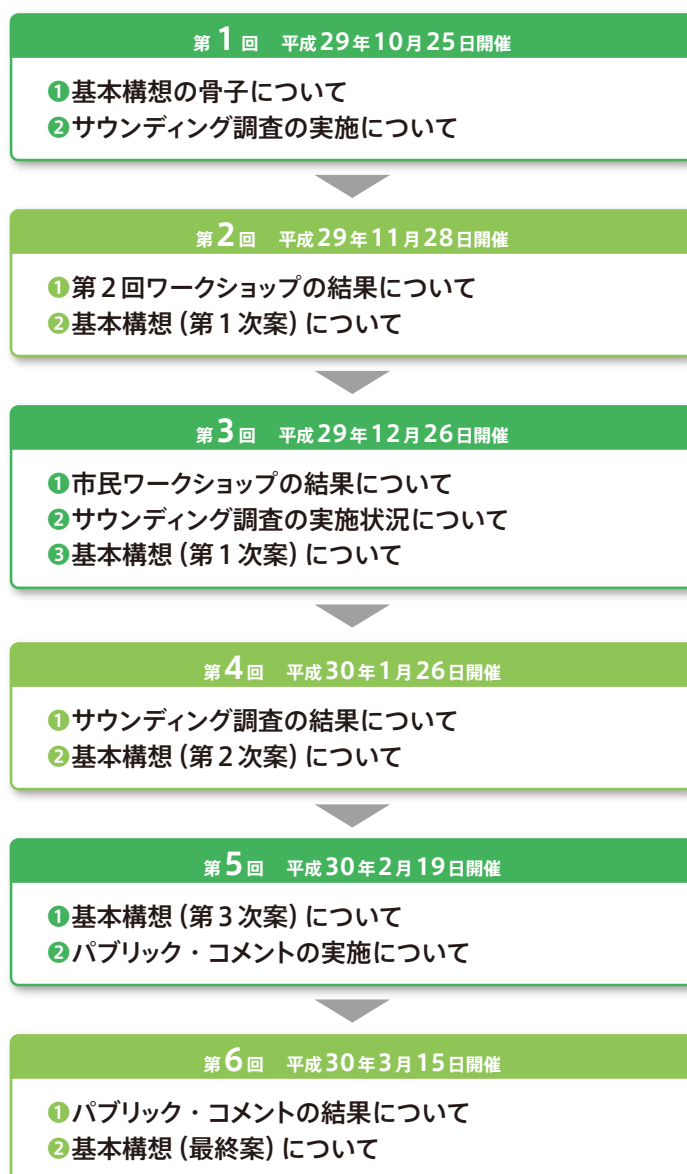 第1回 平成29年10月25日開催
❶基本構想の骨子について
❷サウンディング調査の実施について
第2回 平成29年11月28日開催
❶第2回ワークショップの結果について
❷基本構想（第1次案）について
第3回 平成29年12月26日開催
❶市民ワークショップの結果について
❷サウンディング調査の実施状況について
❸基本構想（第1次案）について
第4回 平成30年1月26日開催
❶サウンディング調査の結果について
❷基本構想（第2次案）について
第5回 平成30年2月19日開催
❶基本構想（第3次案）について
❷パブリック・コメントの実施について
第6回 平成30年3月15日開催
❶パブリック・コメントの結果について
❷基本構想（最終案）について